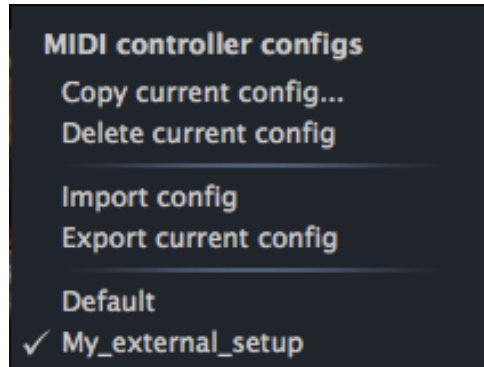 MIDI controller configs
Copy current config...
Delete current config
Import config
Export current config
Default
My_external_setup